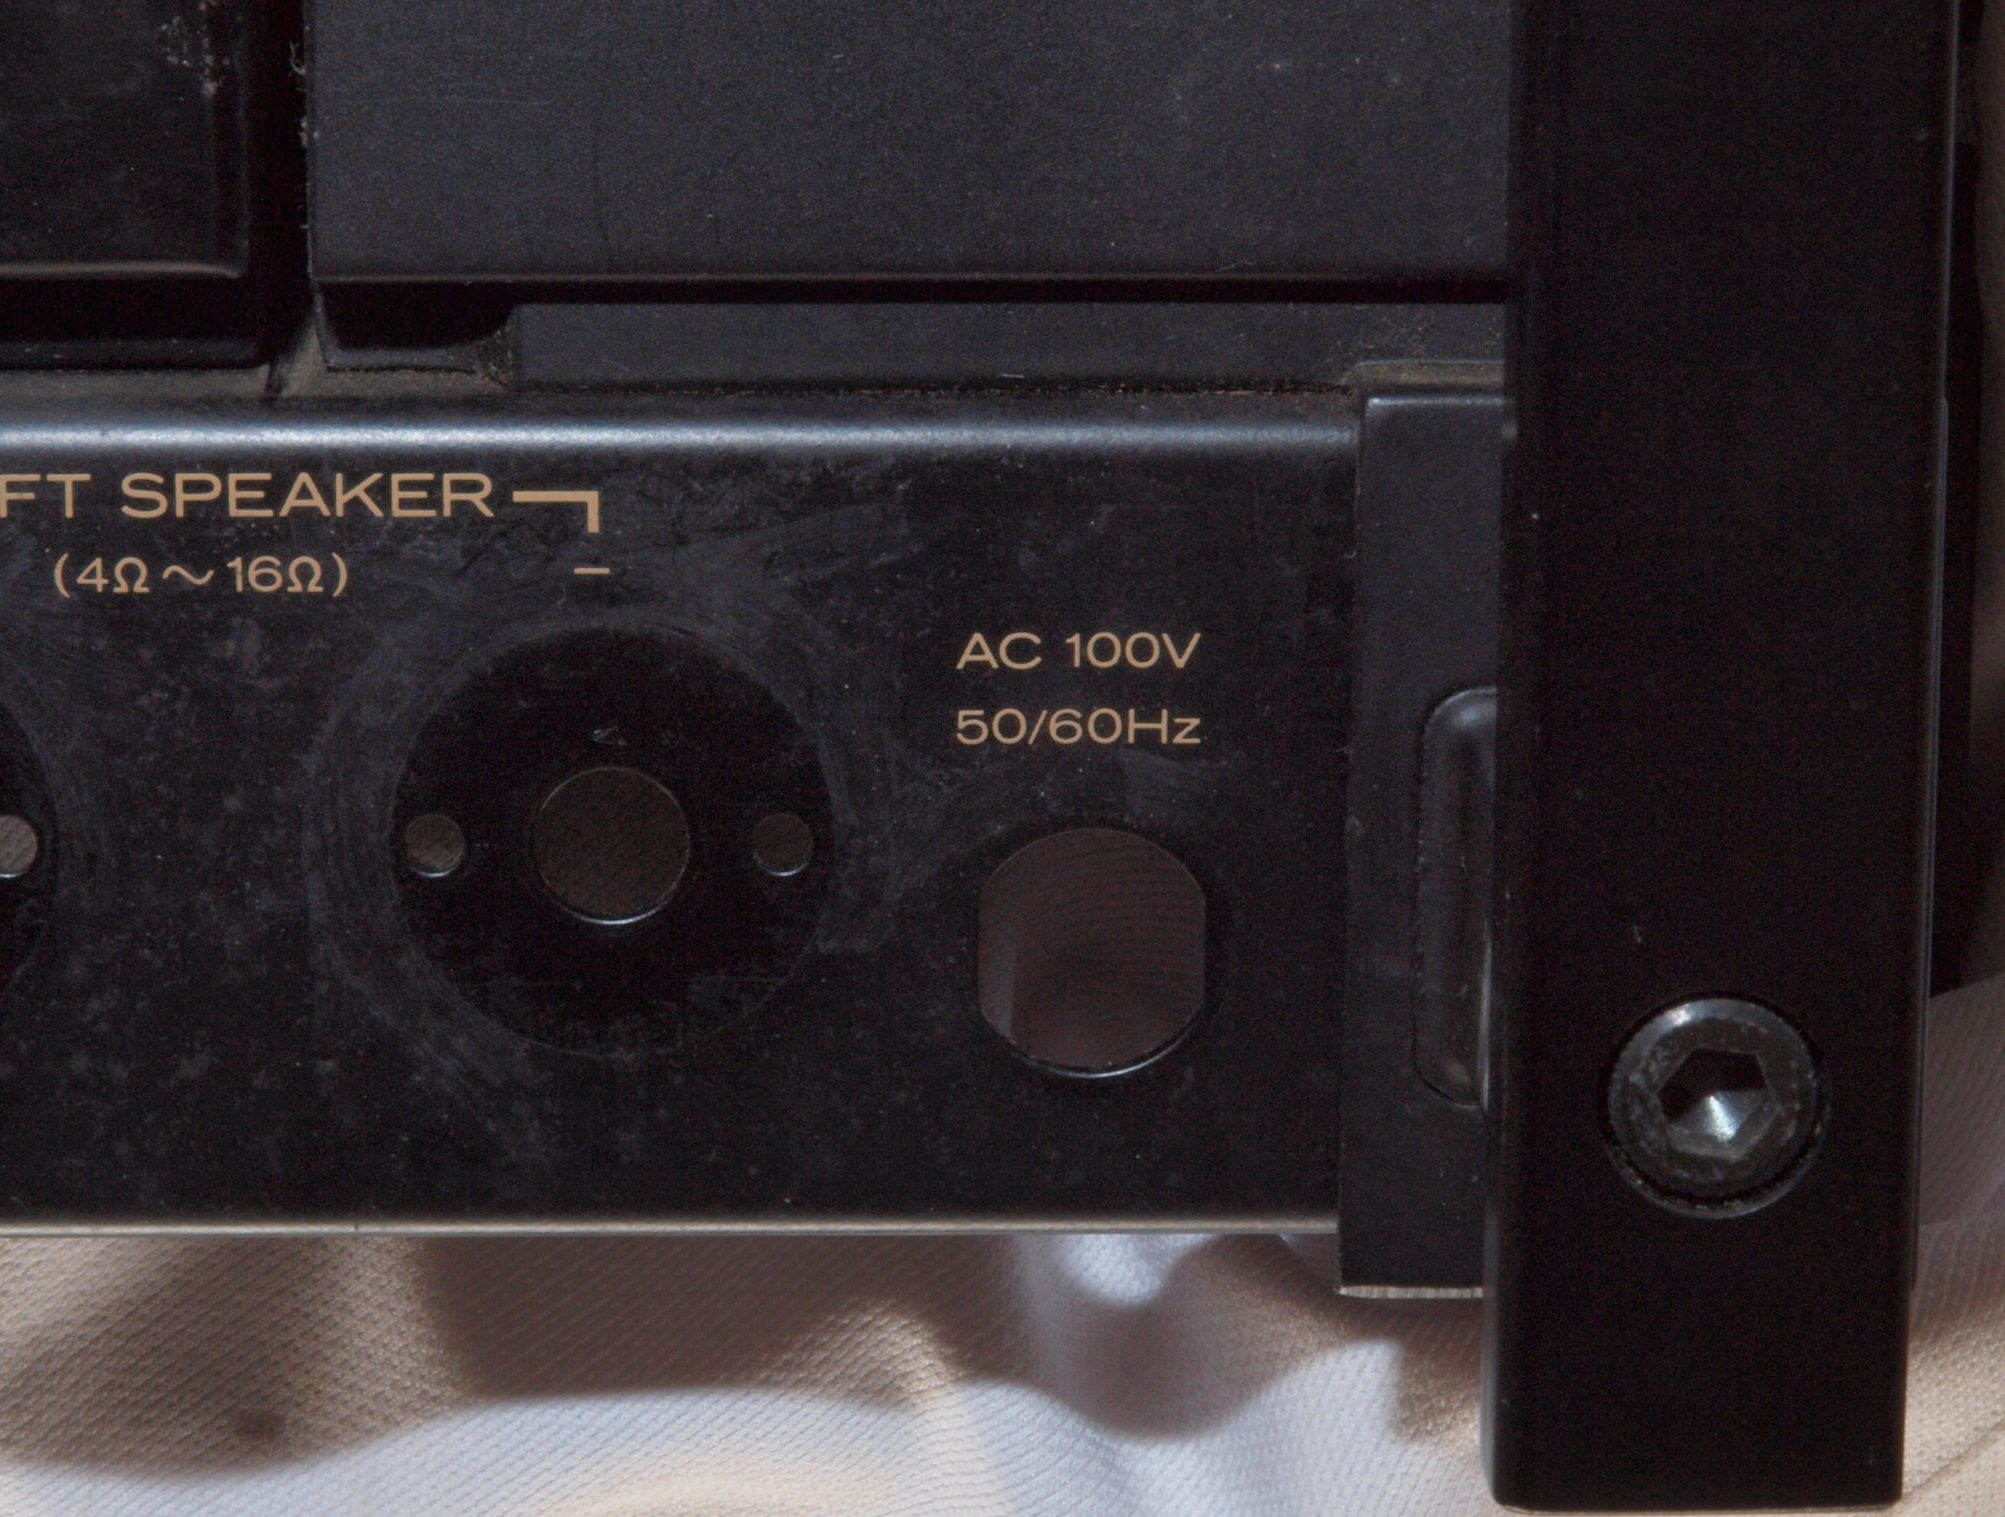 FT SPEAKER
(4Ω～16Ω)
−
AC 100V
50/60Hz